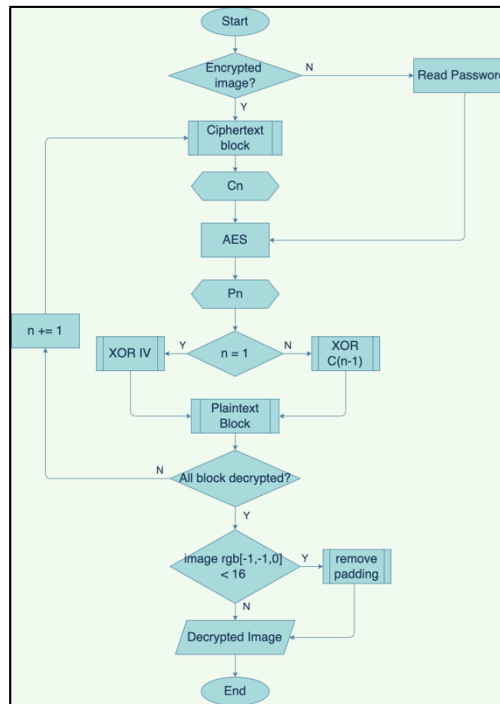 Start
Encrypted
image?
N
Read Password
Y
Ciphertext
block
Cn
AES
Pn
n += 1
XOR IV
Y
n = 1
N
XOR
C(n-1)
Plaintext
Block
N
All block decrypted?
Y
image rgb[-1,-1,0]
< 16
Y
remove
padding
N
Decrypted Image
End